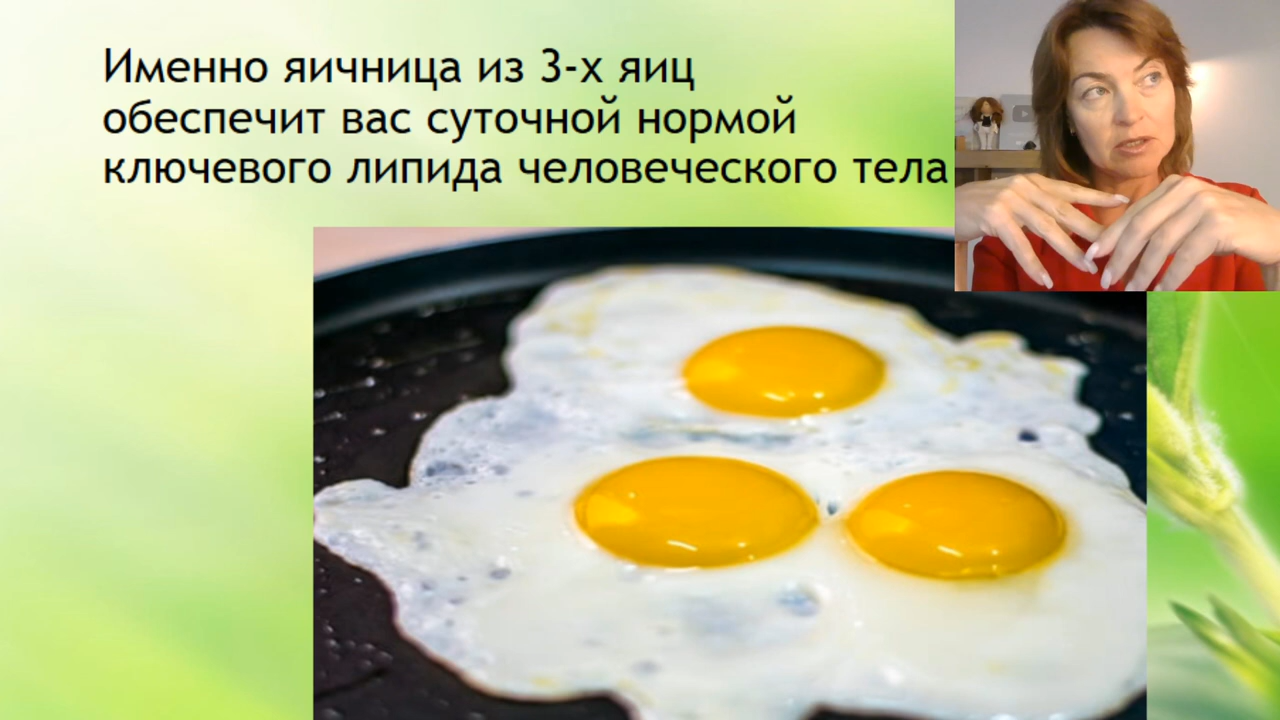 Именно яичница из 3-х яиц
обеспечит вас суточной нормой
ключевого липида человеческого тела